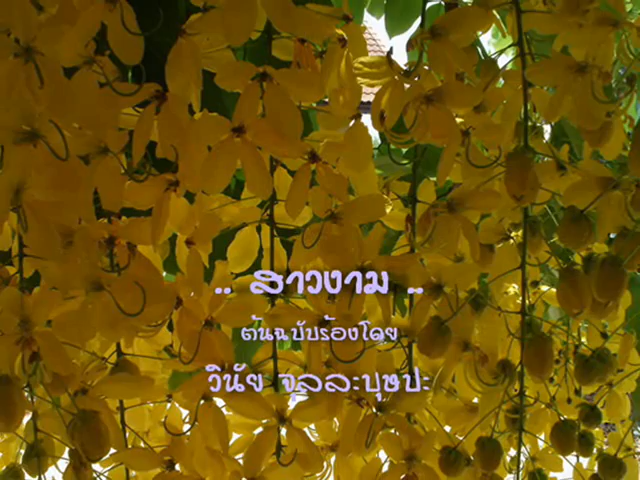 .. สาวงาม ..
ต้นฉบับร้องโดย
วินัย จุลละบุษปะ